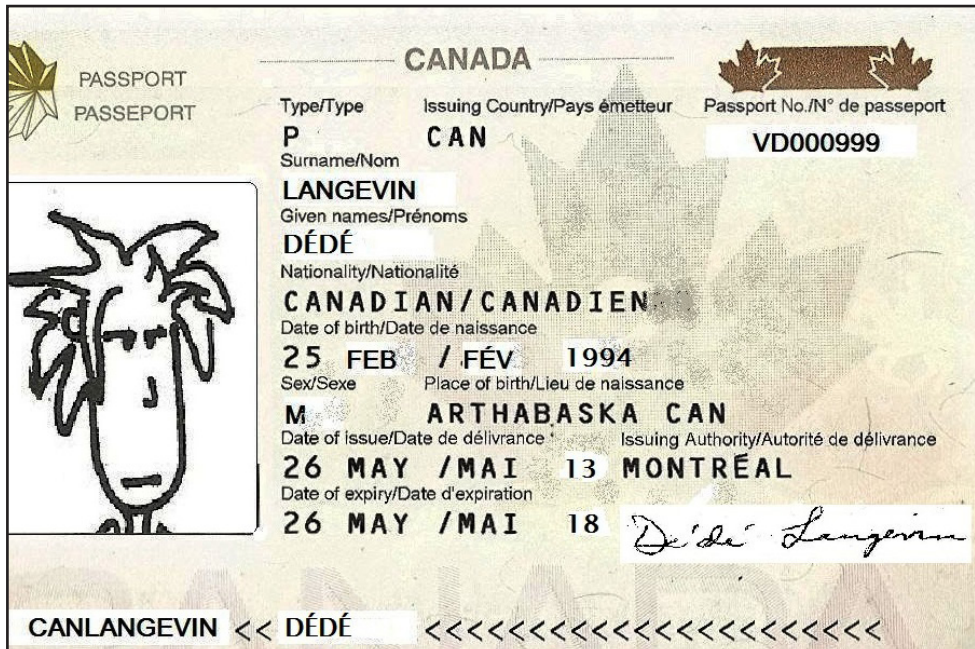 CANADA
PASSPORT
PASSEPORT
Type/Type Issuing Country/Pays émetteur Passport No./N° de passeport
P CAN VD000999
Surname/Nom
LANGEVIN
Given names/Prénoms
DÉDÉ
Nationality/Nationalité
CANADIAN/CANADIEN
Date of birth/Date de naissance
25 FEB / FÉV 1994
Sex/Sexe Place of birth/Lieu de naissance
M ARTHABASKA CAN
Date of issue/Date de délivrance Issuing Authority/Autorité de délivrance
26 MAY /MAI 13 MONTRÉAL
Date of expiry/Date d'expiration
26 MAY /MAI 18 Dédé Langevin
CANLANGEVIN << DÉDÉ <<<<<<<<<<<<<<<<<<<<<<<